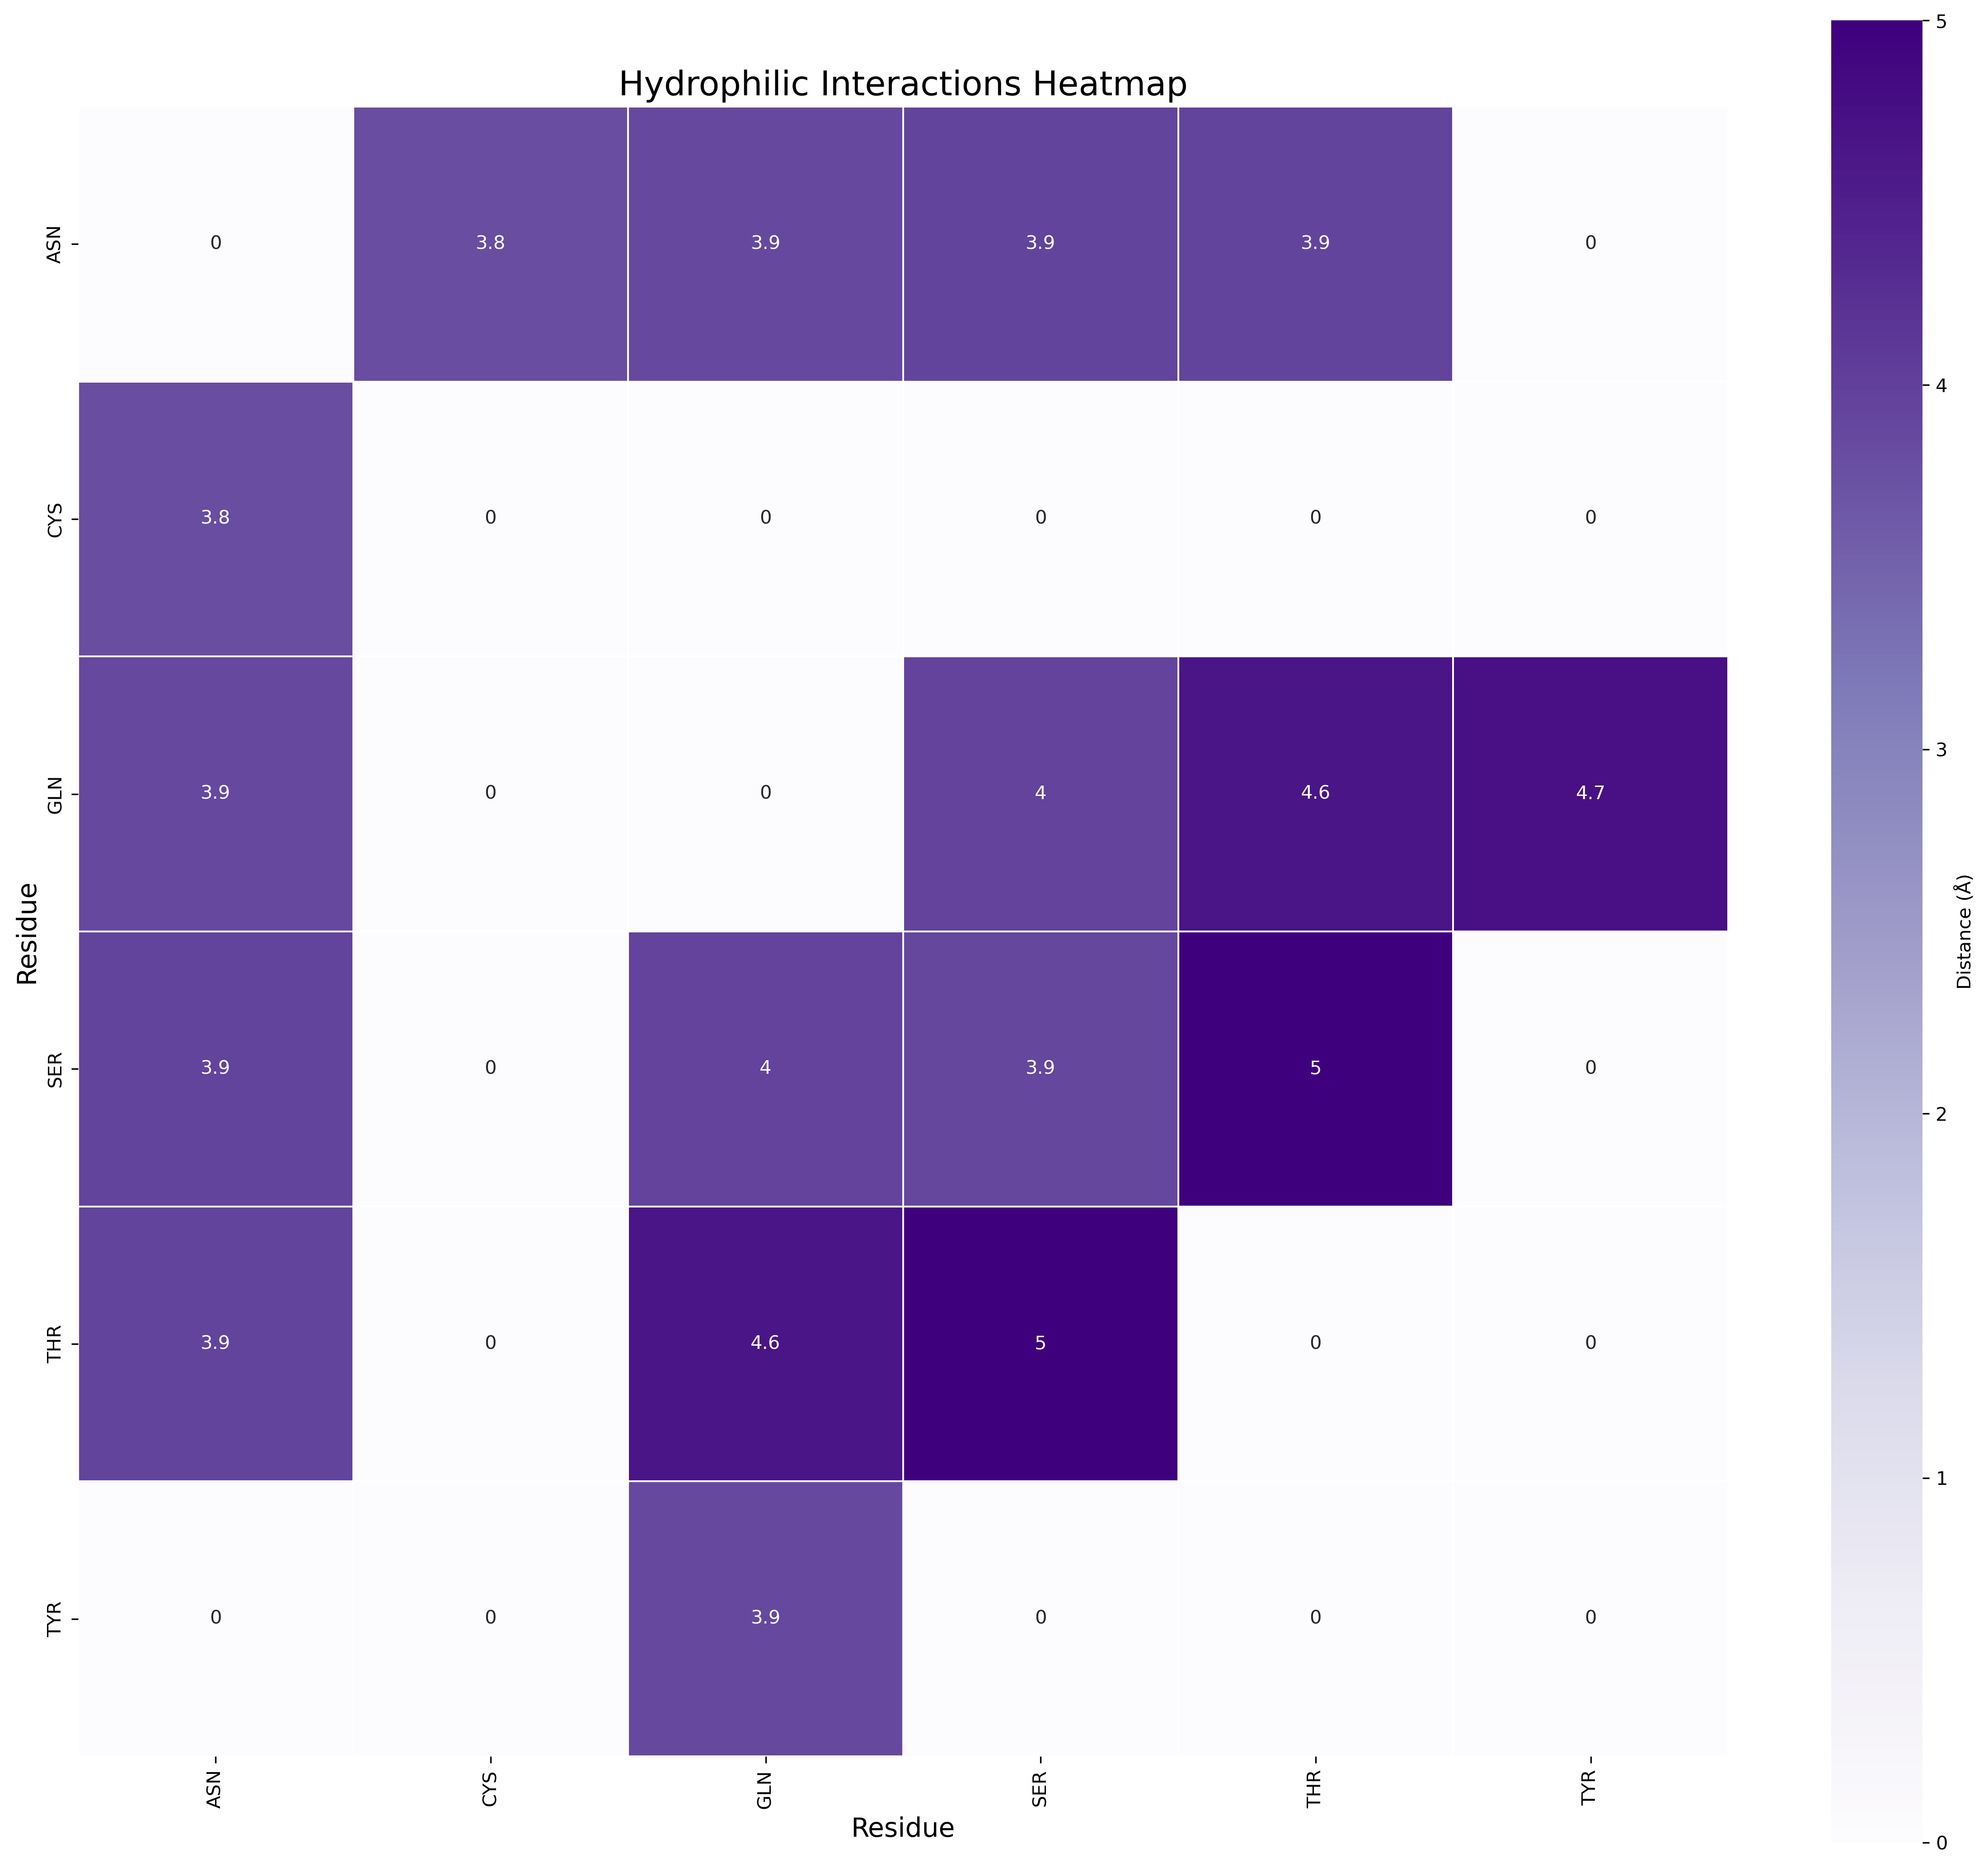 Hydrophilic Interactions Heatmap
ASN 0 3.8 3.9 3.9 3.9 0
CYS 3.8 0 0 0 0 0
GLN 3.9 0 0 4 4.6 4.7
SER 3.9 0 4 3.9 5 0
THR 3.9 0 4.6 5 0 0
TYR 0 0 3.9 0 0 0
ASN CYS GLN SER THR TYR
Residue
Residue
5
4
3
2
1
0
Distance (Å)